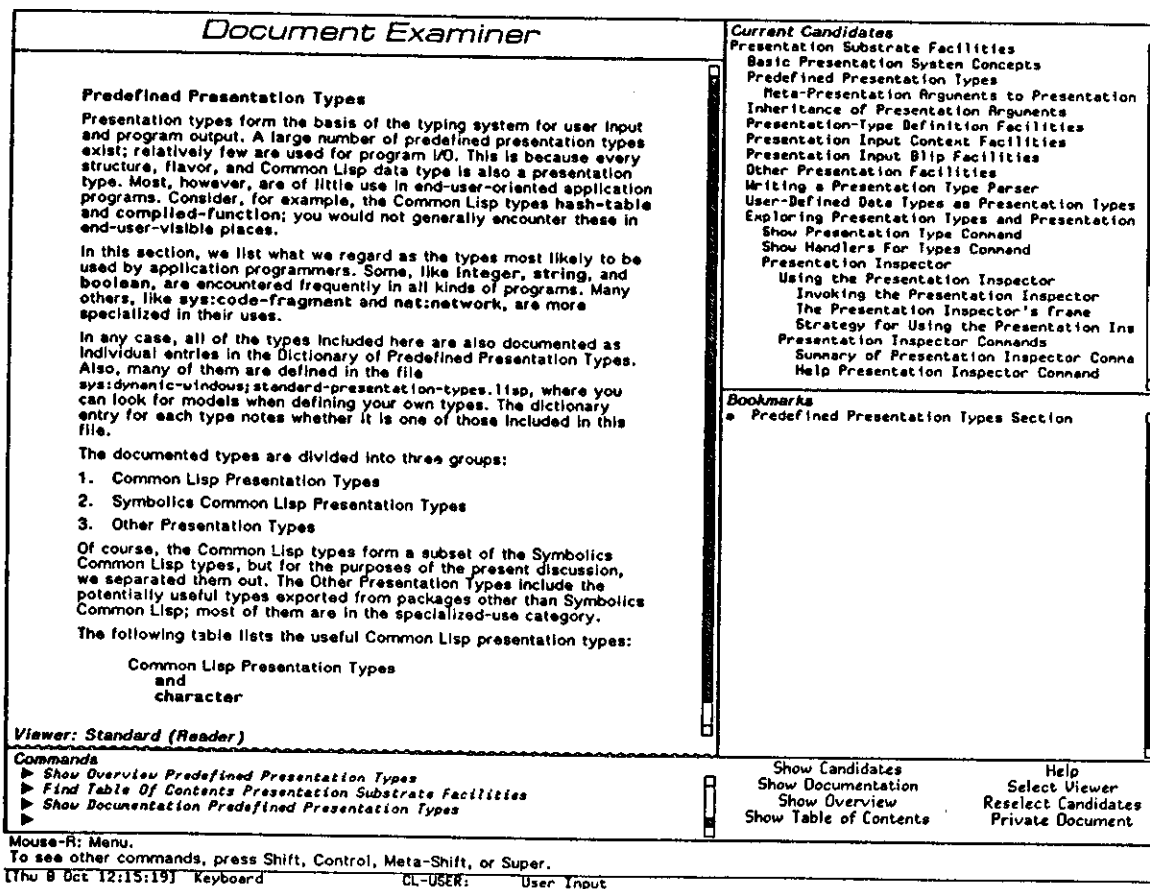 Document Examiner
Predefined Presentation Types
Presentation types form the basis of the typing system for user input
and program output. A large number of predefined presentation types
exist; relatively few are used for program I/O. This is because every
structure, flavor, and Common Lisp data type is also a presentation
type. Most, however, are of little use in end-user-oriented application
programs. Consider, for example, the Common Lisp types hash-table
and compiled-function; you would not generally encounter these in
end-user-visible places.
In this section, we list what we regard as the types most likely to be
used by application programmers. Some, like integer, string, and
boolean, are encountered frequently in all kinds of programs. Many
others, like sys:code-fragment and net:network, are more
specialized in their uses.
In any case, all of the types included here are also documented as
individual entries in the Dictionary of Predefined Presentation Types.
Also, many of them are defined in the file
sys:dynamic-windows;standard-presentation-types.lisp, where you
can look for models when defining your own types. The dictionary
entry for each type notes whether it is one of those included in this
file.
The documented types are divided into three groups:
1. Common Lisp Presentation Types
2. Symbolics Common Lisp Presentation Types
3. Other Presentation Types
Of course, the Common Lisp types form a subset of the Symbolics
Common Lisp types, but for the purposes of the present discussion,
we separated them out. The Other Presentation Types include the
potentially useful types exported from packages other than Symbolics
Common Lisp; most of them are in the specialized-use category.
The following table lists the useful Common Lisp presentation types:
Common Lisp Presentation Types
and
character
Viewer: Standard (Reader)
Current Candidates
Presentation Substrate Facilities
Basic Presentation System Concepts
Predefined Presentation Types
Meta-Presentation Arguments to Presentation
Inheritance of Presentation Arguments
Presentation-Type Definition Facilities
Presentation Input Context Facilities
Presentation Input Blip Facilities
Other Presentation Facilities
Writing a Presentation Type Parser
User-Defined Data Types as Presentation Types
Exploring Presentation Types and Presentation
Show Presentation Type Command
Show Handlers For Types Command
Presentation Inspector
Using the Presentation Inspector
Invoking the Presentation Inspector
The Presentation Inspector's frame
Strategy for Using the Presentation Ins
Presentation Inspector Commands
Summary of Presentation Inspector Comma
Help Presentation Inspector Command
Bookmarks
Predefined Presentation Types Section
Commands
Show Overview Predefined Presentation Types
Find Table Of Contents Presentation Substrate Facilities
Show Documentation Predefined Presentation Types
Show Candidates Help
Show Documentation Select Viewer
Show Overview Reselect Candidates
Show Table of Contents Private Document
Mouse-R: Menu.
To see other commands, press Shift, Control, Meta-Shift, or Super.
[Thu 8 Oct 12:15:19] Keyboard CL-USER: User Input